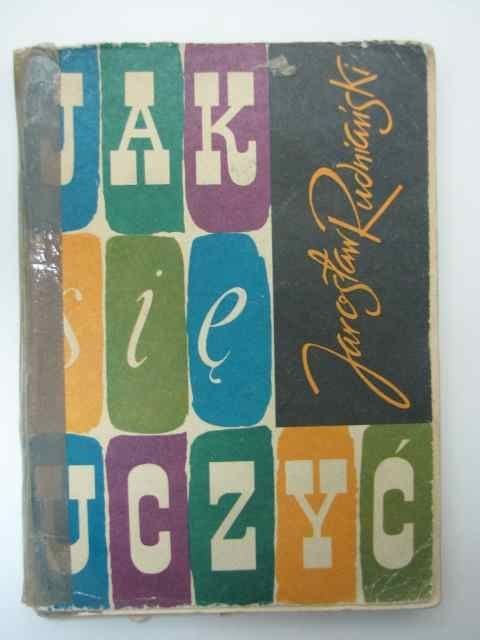 JAK
się
UCZYĆ
Jarosław Rudniański